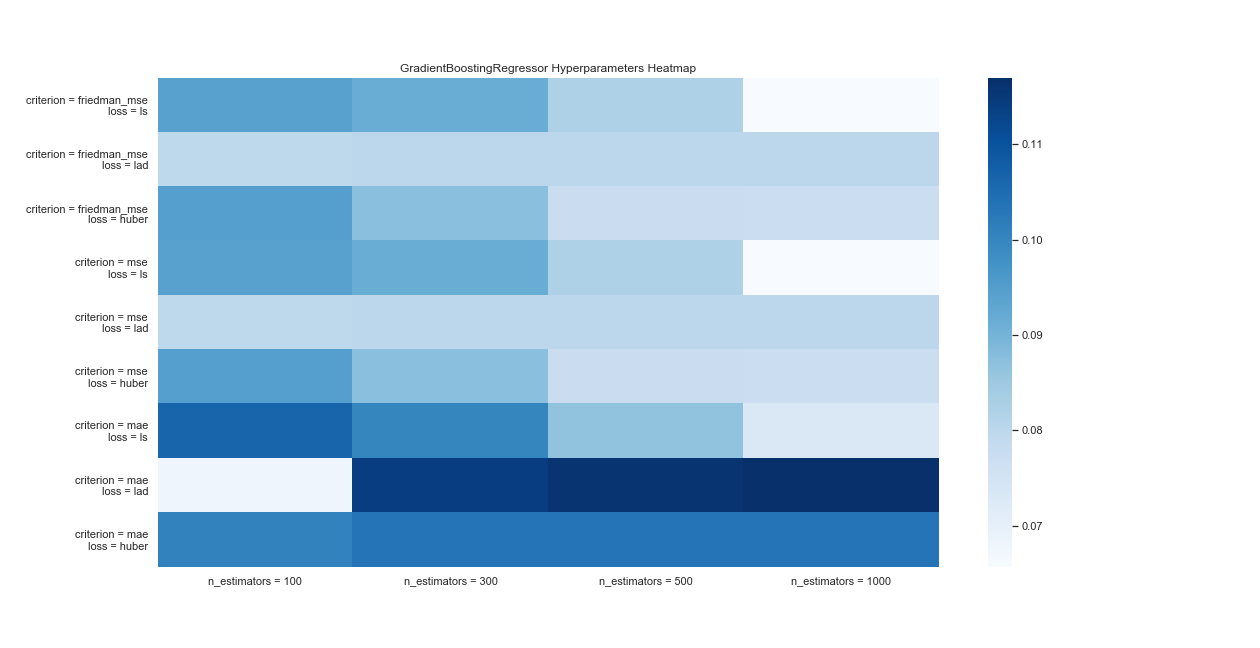 GradientBoostingRegressor Hyperparameters Heatmap
criterion = friedman_mse
loss = ls
criterion = friedman_mse
loss = lad
criterion = friedman_mse
loss = huber
criterion = mse
loss = ls
criterion = mse
loss = lad
criterion = mse
loss = huber
criterion = mae
loss = ls
criterion = mae
loss = lad
criterion = mae
loss = huber
n_estimators = 100
n_estimators = 300
n_estimators = 500
n_estimators = 1000
0.11
0.10
0.09
0.08
0.07